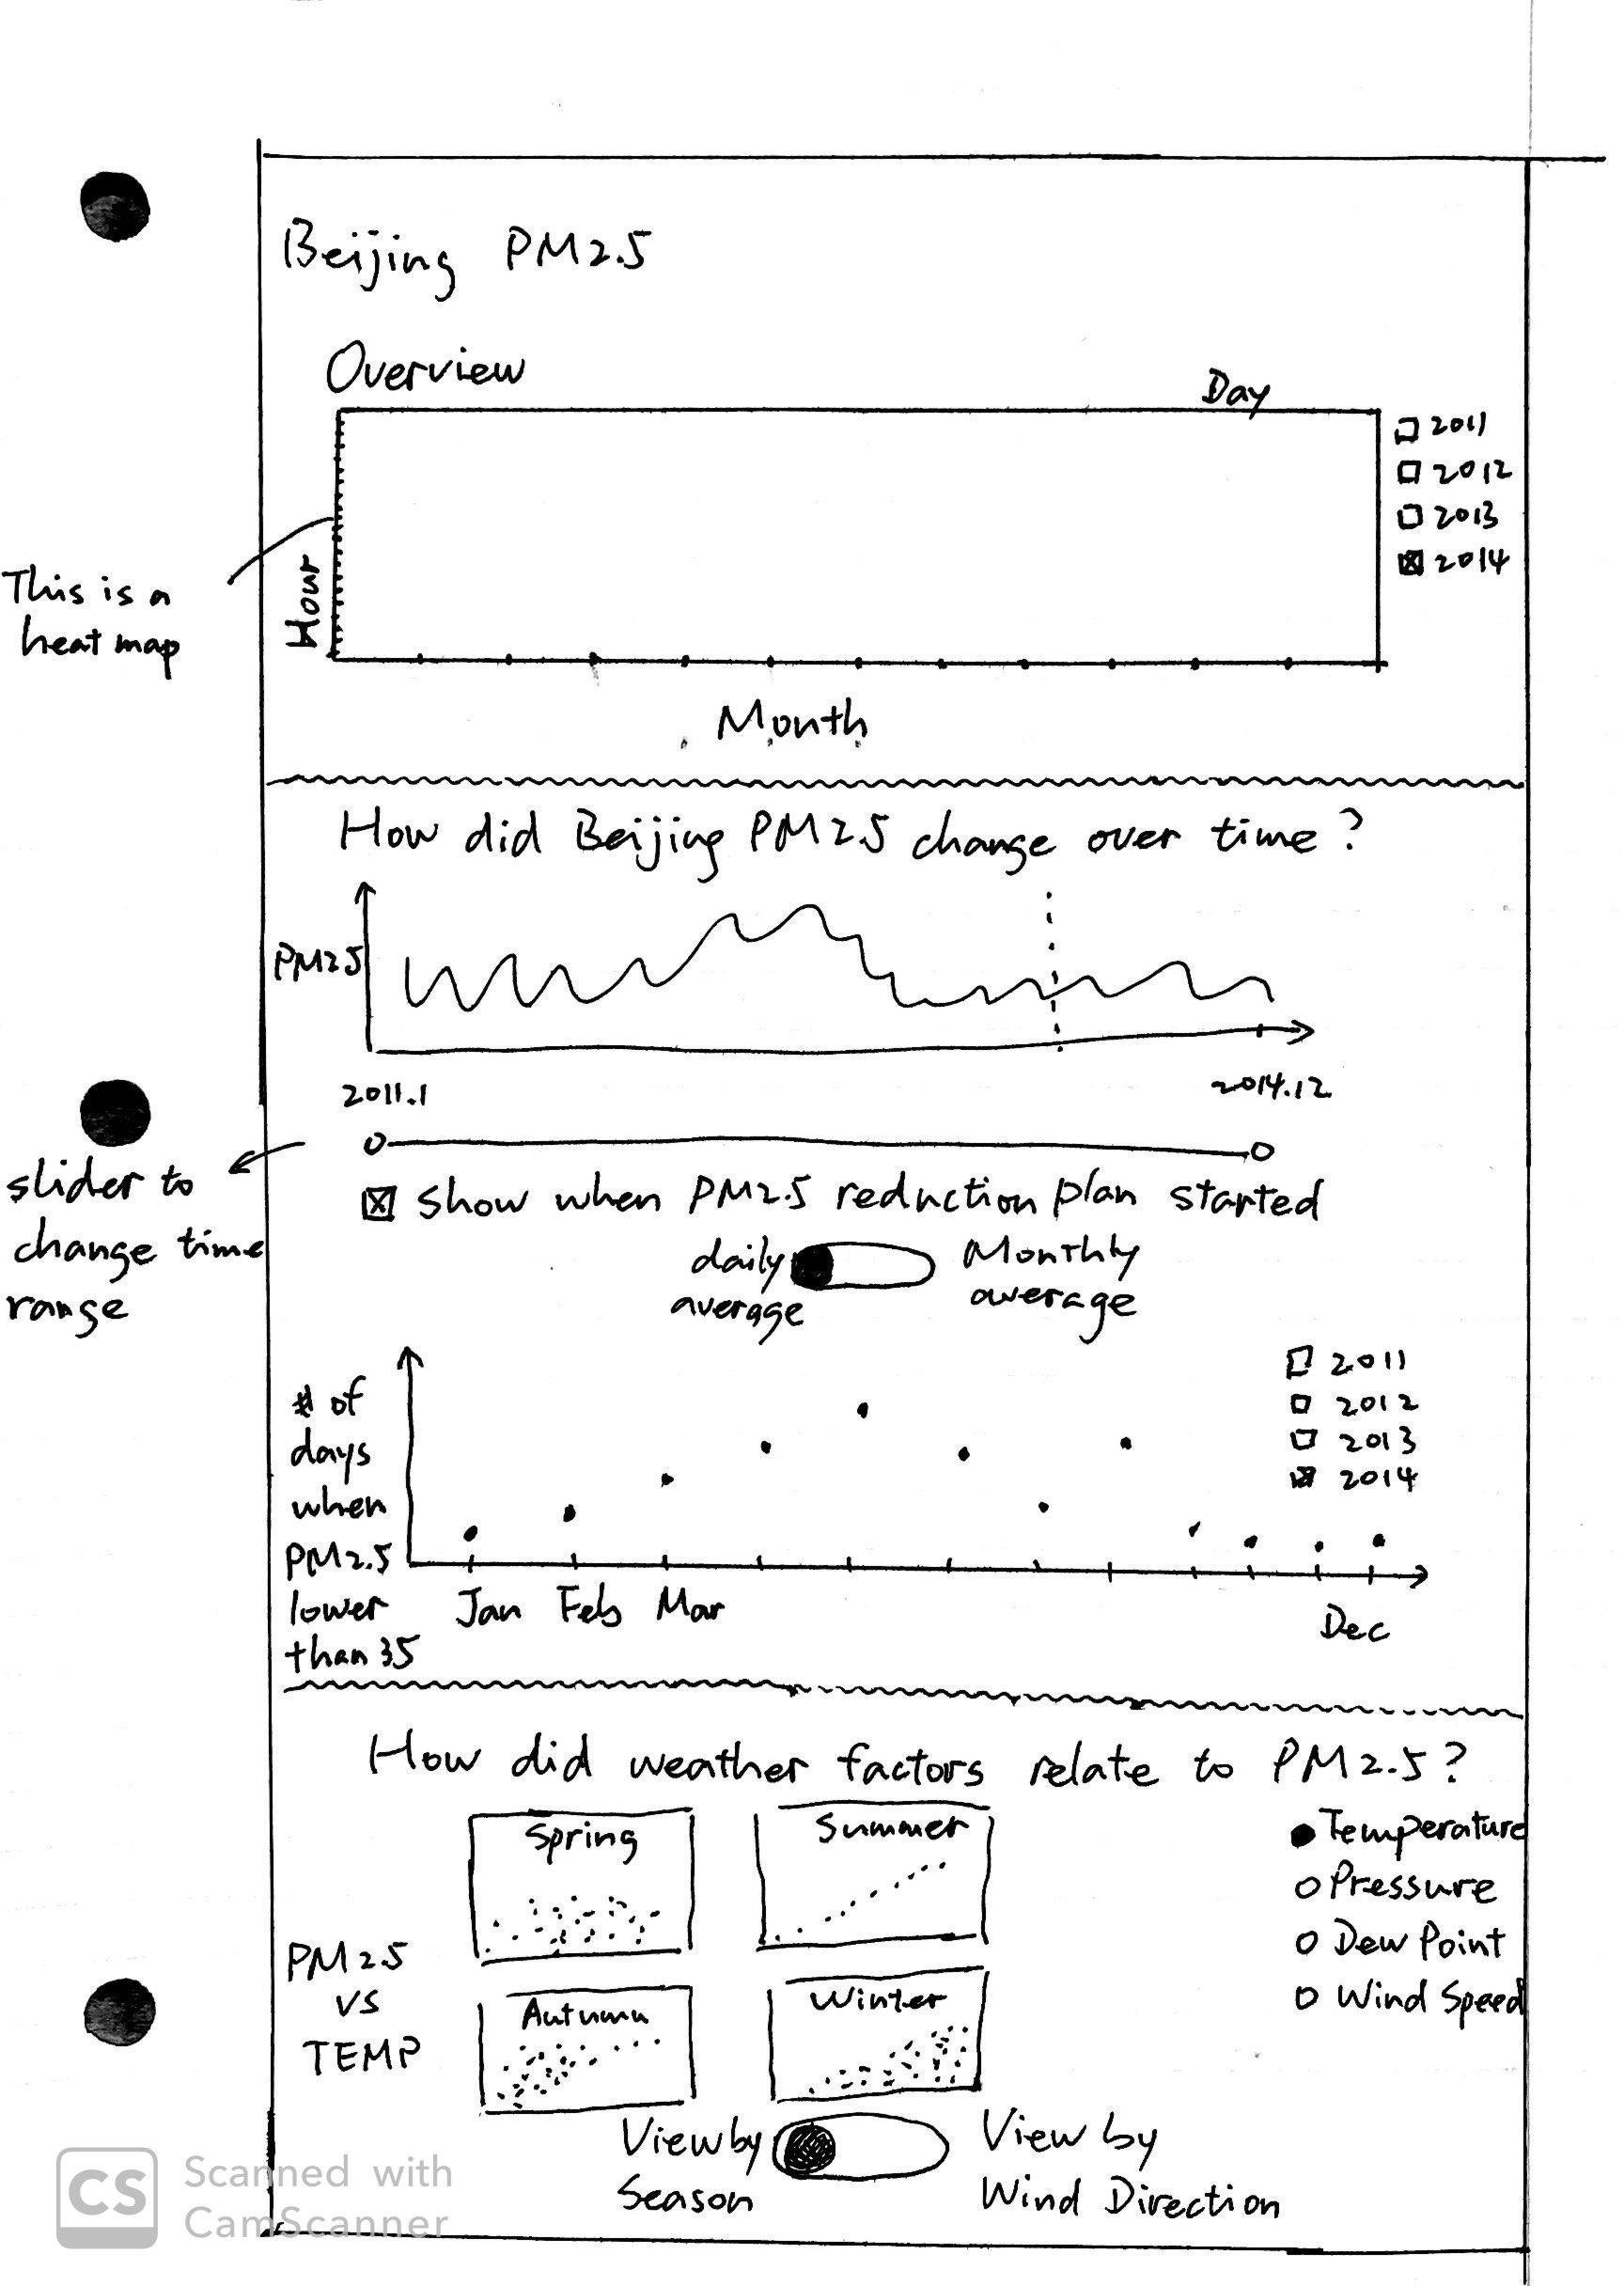 Beijing PM2.5
Overview
Day
2011
2012
2013
2014
Hour
This is a
heat map
Month
How did Beijing PM2.5 change over time?
PM2.5
2011.1
2014.12
slider to
change time
range
show when PM2.5 reduction plan started
daily
average
Monthly
average
# of
days
when
PM2.5
lower
than 35
2011
2012
2013
2014
Jan Feb Mar
Dec
How did weather factors relate to PM2.5?
Spring
Summer
Autumn
Winter
PM2.5
VS
TEMP
Temperature
Pressure
Dew Point
Wind Speed
View by
Season
View by
Wind Direction
CS
Scanned with
CamScanner